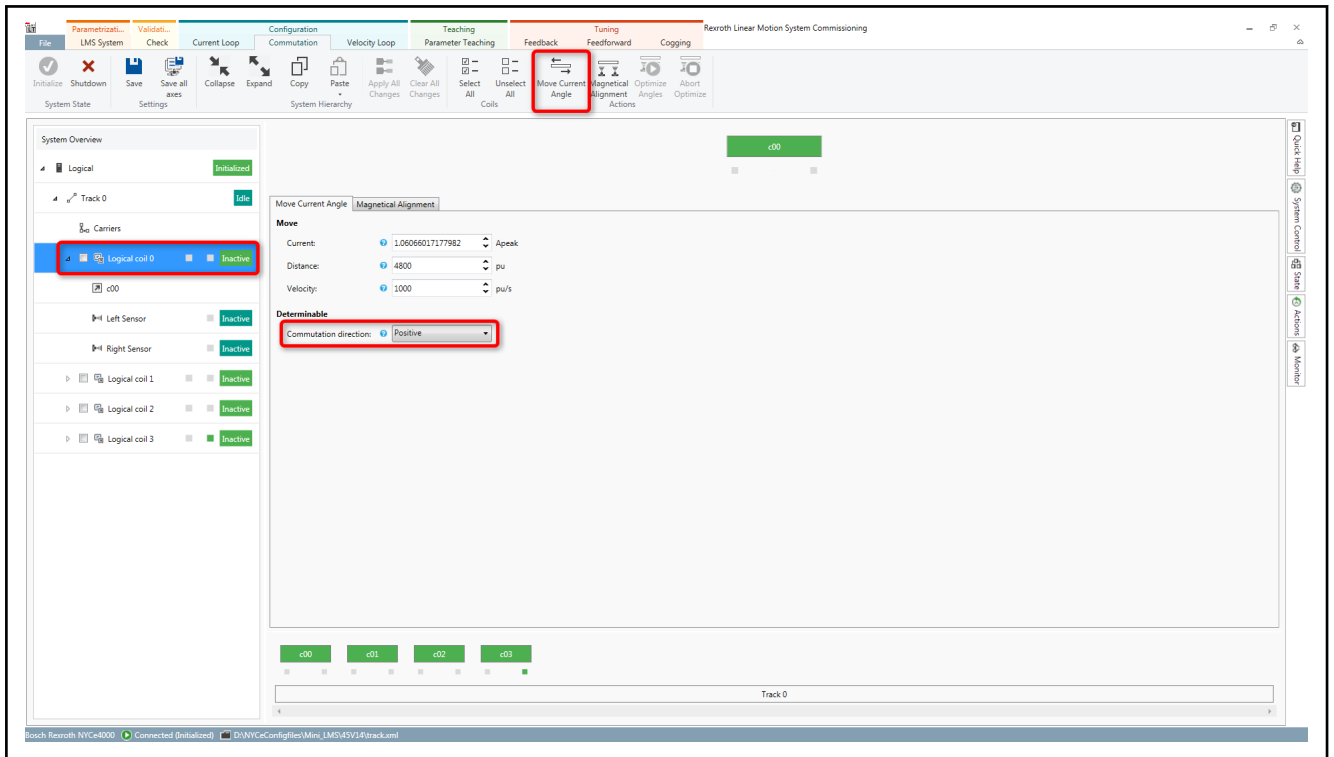 Parametrizati... Validati... Configuration Teaching Tuning Rexroth Linear Motion System Commissioning
File LMS System Check Current Loop Commutation Velocity Loop Parameter Teaching Feedback Feedforward Cogging
Initialize Shutdown Save Save all axes Collapse Expand Copy Paste Apply All Changes Clear All Changes Select All Unselect All Move Current Angle Magnetical Alignment Optimize Angles Abort Optimize
System State Settings System Hierarchy Coils Actions
System Overview
Logical Initialized
Track 0 Idle
Carriers
Logical coil 0 Inactive
c00
Left Sensor Inactive
Right Sensor Inactive
Logical coil 1 Inactive
Logical coil 2 Inactive
Logical coil 3 Inactive
c00
Move Current Angle Magnetical Alignment
Move
Current: 1.06066017177982 Apeak
Distance: 4800 pu
Velocity: 1000 pu/s
Determinable
Commutation direction: Positive
c00 c01 c02 c03
Track 0
Quick Help
System Control
State
Actions
Monitor
Bosch Rexroth NYCe4000 Connected (Initialized) D:\NYCeConfigfiles\Mini_LMS\45V14\track.xml